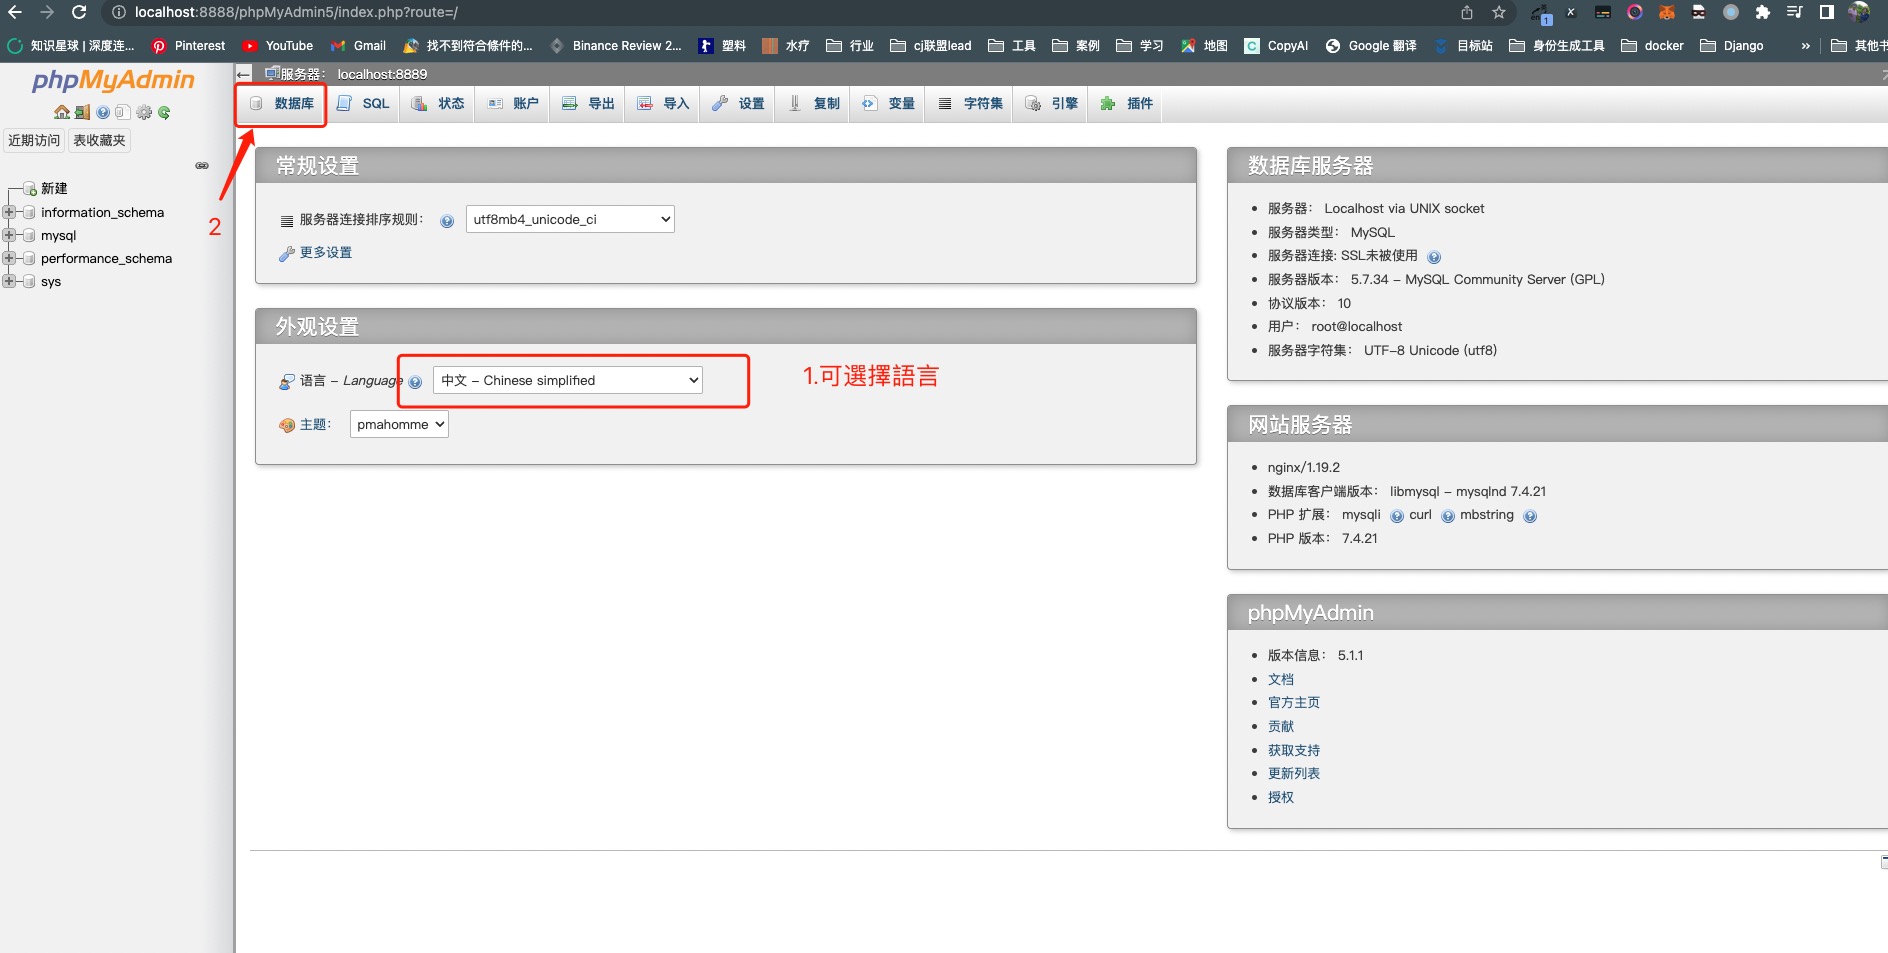 localhost:8888/phpMyAdmin5/index.php?route=/
知识星球 | 深度连... Pinterest YouTube Gmail 找不到符合條件的... Binance Review 2... 塑料 水疗 行业 cj联盟lead 工具 案例 学习 地图 CopyAI Google 翻译 目标站 身份生成工具 docker Django » 其他书
phpMyAdmin
近期访问 表收藏夹
新建
information_schema
mysql
performance_schema
sys
服务器: localhost:8889
数据库 SQL 状态 账户 导出 导入 设置 复制 变量 字符集 引擎 插件
2
常规设置
服务器连接排序规则: utf8mb4_unicode_ci
更多设置
外观设置
语言 - Language 中文 - Chinese simplified
1.可選擇語言
主题: pmahomme
数据库服务器
服务器: Localhost via UNIX socket
服务器类型: MySQL
服务器连接: SSL未被使用
服务器版本: 5.7.34 - MySQL Community Server (GPL)
协议版本: 10
用户: root@localhost
服务器字符集: UTF-8 Unicode (utf8)
网站服务器
nginx/1.19.2
数据库客户端版本: libmysql - mysqlnd 7.4.21
PHP 扩展: mysqli curl mbstring
PHP 版本: 7.4.21
phpMyAdmin
版本信息: 5.1.1
文档
官方主页
贡献
获取支持
更新列表
授权